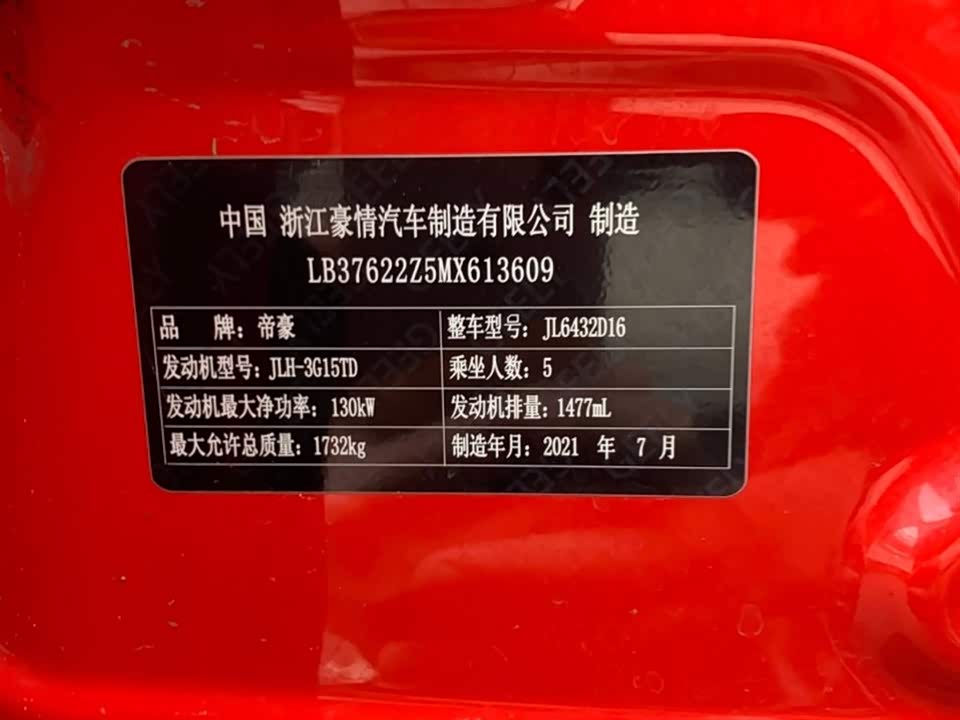 中国 浙江豪情汽车制造有限公司 制造
LB37622Z5MX613609
品 牌：帝豪 整车型号：JL6432D16
发动机型号：JLH-3G15TD 乘坐人数：5
发动机最大净功率：130kW 发动机排量：1477mL
最大允许总质量：1732kg 制造年月：2021 年 7 月